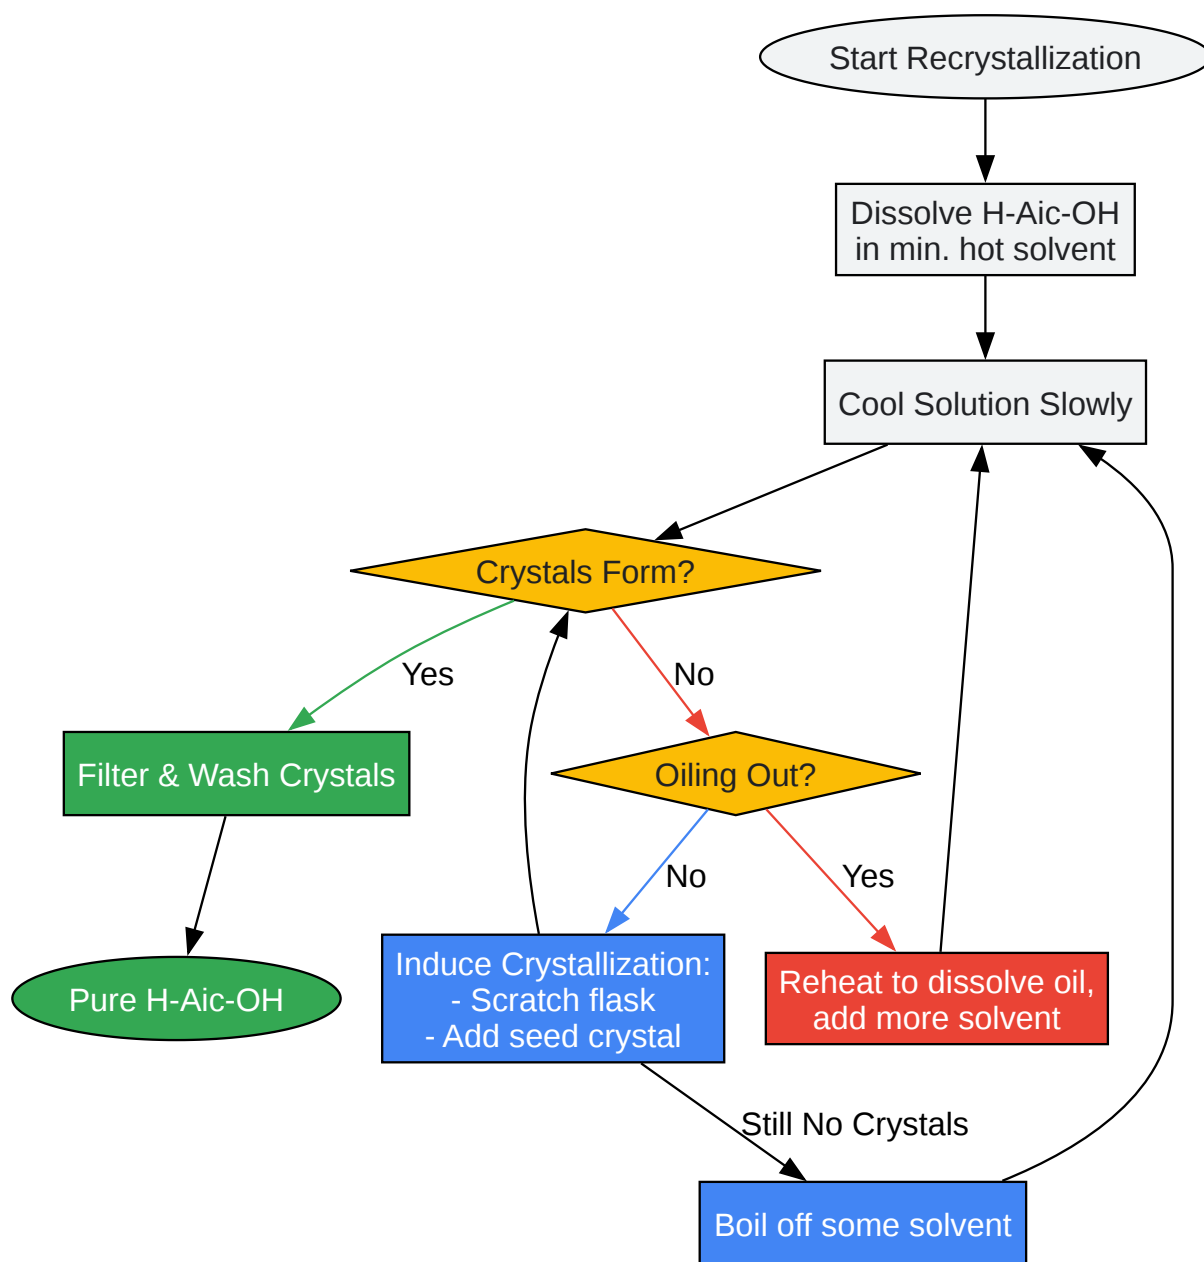 Start Recrystallization
Dissolve H-Aic-OH
in min. hot solvent
Cool Solution Slowly
Crystals Form?
Yes
No
Filter & Wash Crystals
Oiling Out?
No
Yes
Pure H-Aic-OH
Induce Crystallization:
- Scratch flask
- Add seed crystal
Reheat to dissolve oil,
add more solvent
Still No Crystals
Boil off some solvent